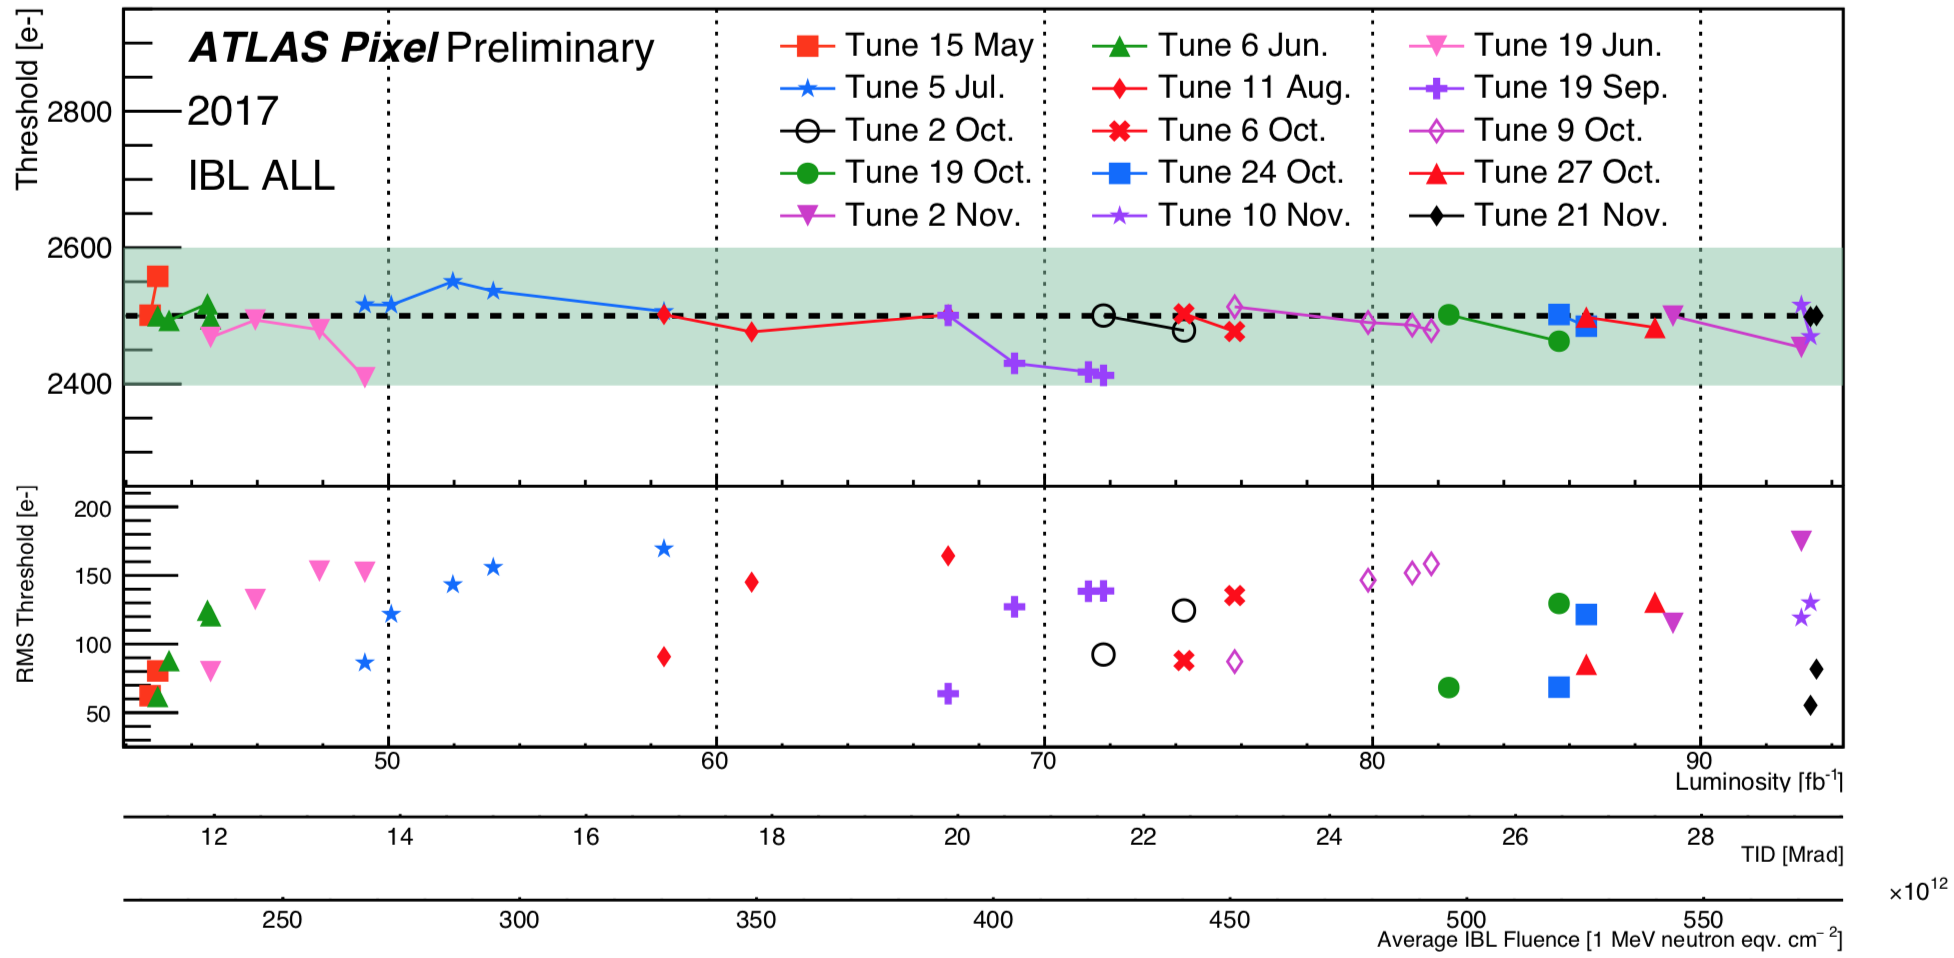 Threshold [e-]
ATLAS Pixel Preliminary
2017
IBL ALL
Tune 15 May
Tune 6 Jun.
Tune 19 Jun.
Tune 5 Jul.
Tune 11 Aug.
Tune 19 Sep.
Tune 2 Oct.
Tune 6 Oct.
Tune 9 Oct.
Tune 19 Oct.
Tune 24 Oct.
Tune 27 Oct.
Tune 2 Nov.
Tune 10 Nov.
Tune 21 Nov.
2800
2600
2400
RMS Threshold [e-]
200
150
100
50
50 60 70 80 90
Luminosity [fb⁻¹]
12 14 16 18 20 22 24 26 28
TID [Mrad]
×10¹²
250 300 350 400 450 500 550
Average IBL Fluence [1 MeV neutron eqv. cm⁻²]